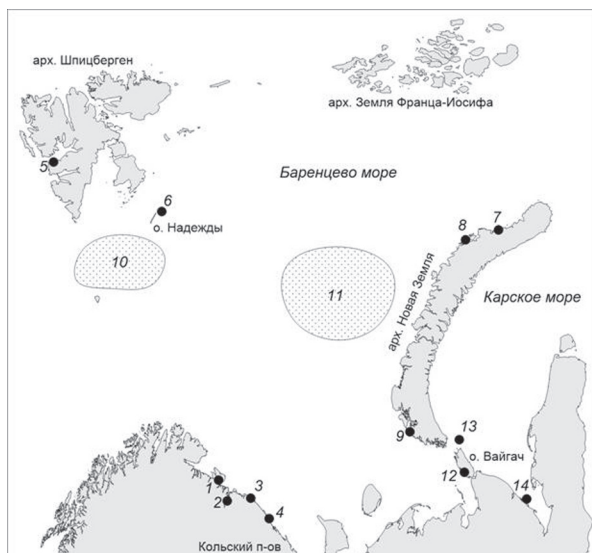 арх. Шпицберген
арх. Земля Франца-Иосифа
5
Баренцево море
6
о. Надежды
8
7
10
11
арх. Новая Земля
Карское море
9
13
о. Вайгач
12
1
3
2
14
4
Кольский п-ов